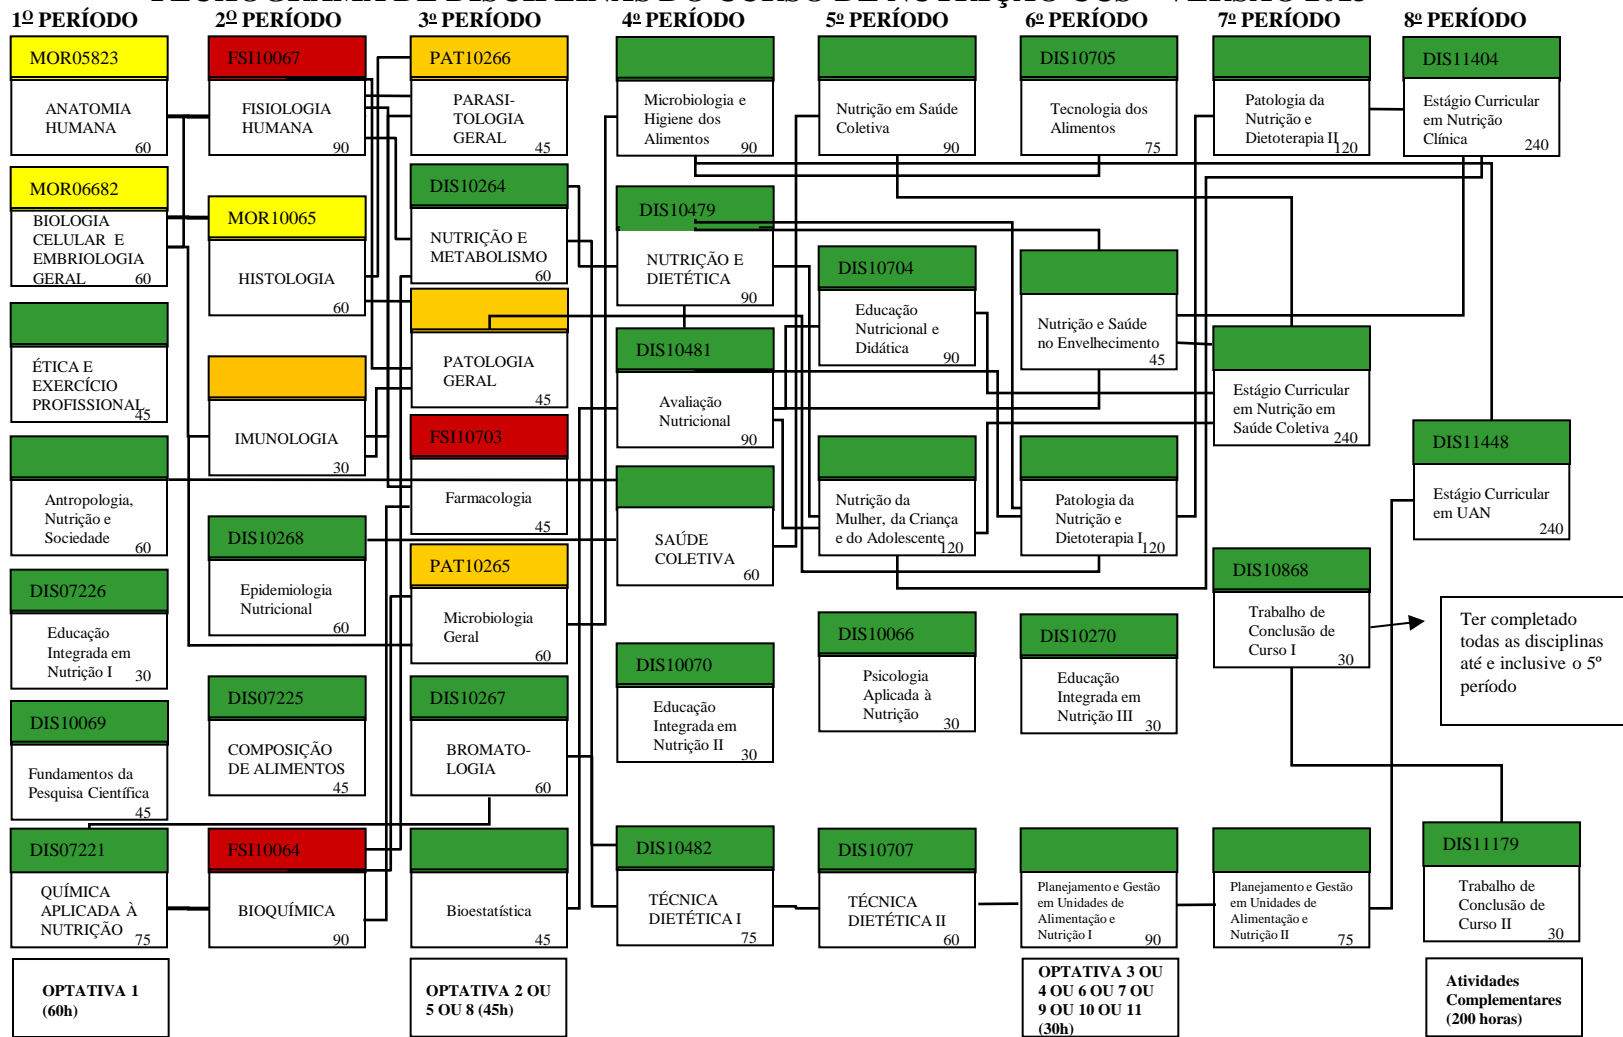 1º PERÍODO
MOR05823
ANATOMIA
HUMANA
60
MOR06682
BIOLOGIA
CELULAR E
EMBRIOLOGIA
GERAL
60
ÉTICA E
EXERCÍCIO
PROFISSIONAL
45
Antropologia,
Nutrição e
Sociedade
60
DIS07226
Educação
Integrada em
Nutrição I
30
DIS10069
Fundamentos da
Pesquisa Científica
45
DIS07221
QUÍMICA
APLICADA À
NUTRIÇÃO
75
OPTATIVA 1
(60h)
2º PERÍODO
FSI10067
FISIOLOGIA
HUMANA
90
MOR10065
HISTOLOGIA
60
IMUNOLOGIA
30
DIS10268
Epidemiologia
Nutricional
60
DIS07225
COMPOSIÇÃO
DE ALIMENTOS
45
FSI10064
BIOQUÍMICA
90
3º PERÍODO
PAT10266
PARASI-
TOLOGIA
GERAL
45
DIS10264
NUTRIÇÃO E
METABOLISMO
60
PATOLOGIA
GERAL
45
FSI10703
Farmacologia
45
PAT10265
Microbiologia
Geral
60
DIS10267
BROMATO-
LOGIA
60
Bioestatística
45
OPTATIVA 2 OU
5 OU 8 (45h)
4º PERÍODO
Microbiologia e
Higiene dos
Alimentos
90
DIS10479
NUTRIÇÃO E
DIETÉTICA
90
DIS10481
Avaliação
Nutricional
90
SAÚDE
COLETIVA
60
DIS10070
Educação
Integrada em
Nutrição II
30
DIS10482
TÉCNICA
DIETÉTICA I
75
5º PERÍODO
Nutrição em Saúde
Coletiva
90
DIS10704
Educação
Nutricional e
Didática
90
Nutrição da
Mulher, da Criança
e do Adolescente
120
DIS10066
Psicologia
Aplicada à
Nutrição
30
DIS10707
TÉCNICA
DIETÉTICA II
60
6º PERÍODO
DIS10705
Tecnologia dos
Alimentos
75
Nutrição e Saúde
no Envelhecimento
45
Patologia da
Nutrição e
Dietoterapia I
120
DIS10270
Educação
Integrada em
Nutrição III
30
Planejamento e Gestão
em Unidades de
Alimentação e
Nutrição I
90
OPTATIVA 3 OU
4 OU 6 OU 7 OU
9 OU 10 OU 11
(30h)
7º PERÍODO
Patologia da
Nutrição e
Dietoterapia II
120
Estágio Curricular
em Nutrição em
Saúde Coletiva
240
DIS10868
Trabalho de
Conclusão de
Curso I
30
Planejamento e Gestão
em Unidades de
Alimentação e
Nutrição II
75
8º PERÍODO
DIS11404
Estágio Curricular
em Nutrição
Clínica
240
DIS11448
Estágio Curricular
em UAN
240
Ter completado
todas as disciplinas
até e inclusive o 5º
período
DIS11179
Trabalho de
Conclusão de
Curso II
30
Atividades
Complementares
(200 horas)